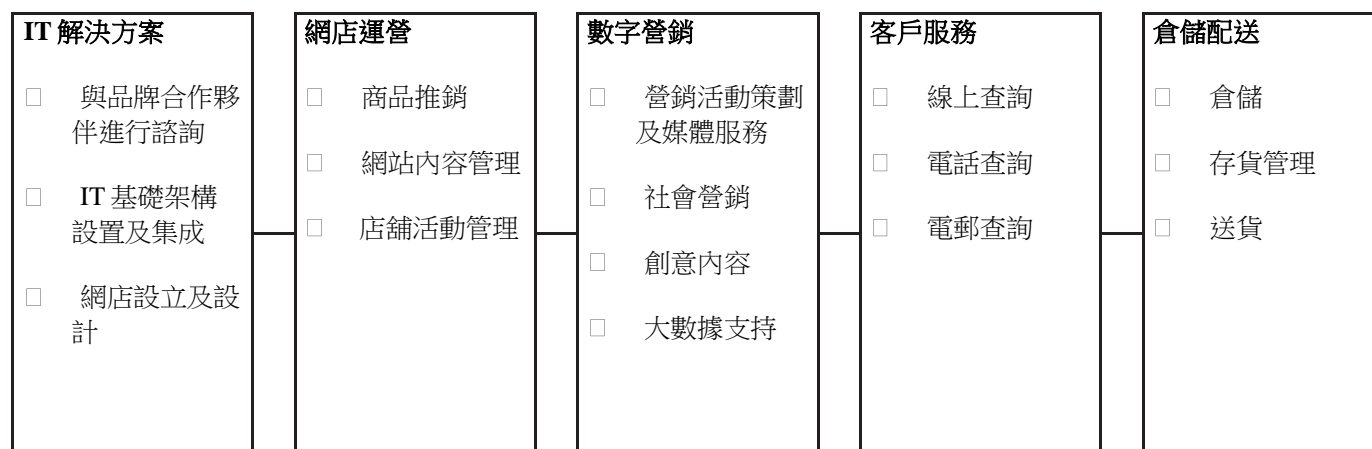 IT 解決方案
□ 與品牌合作夥
伴進行諮詢
□ IT 基礎架構
設置及集成
□ 網店設立及設
計
網店運營
□ 商品推銷
□ 網站內容管理
□ 店舖活動管理
數字營銷
□ 營銷活動策劃
及媒體服務
□ 社會營銷
□ 創意內容
□ 大數據支持
客戶服務
□ 線上查詢
□ 電話查詢
□ 電郵查詢
倉儲配送
□ 倉儲
□ 存貨管理
□ 送貨